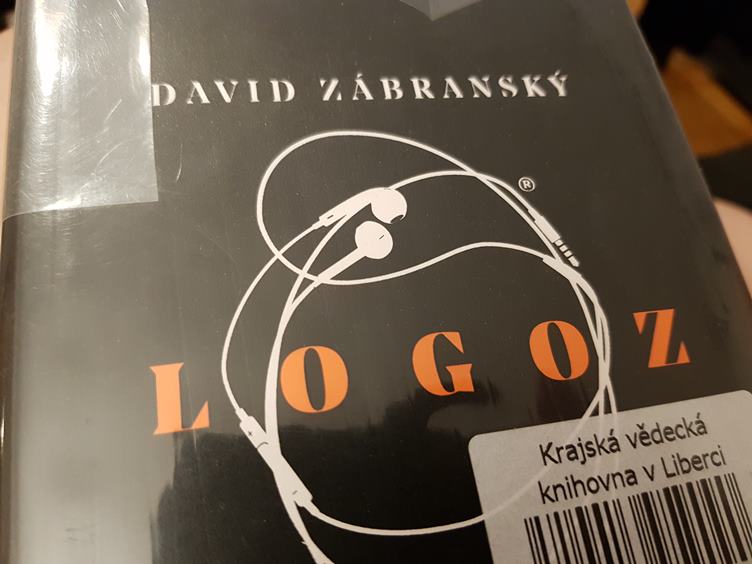 DAVID ZÁBRANSKÝ
®
LOGOZ
Krajská vědecká
knihovna v Liberci